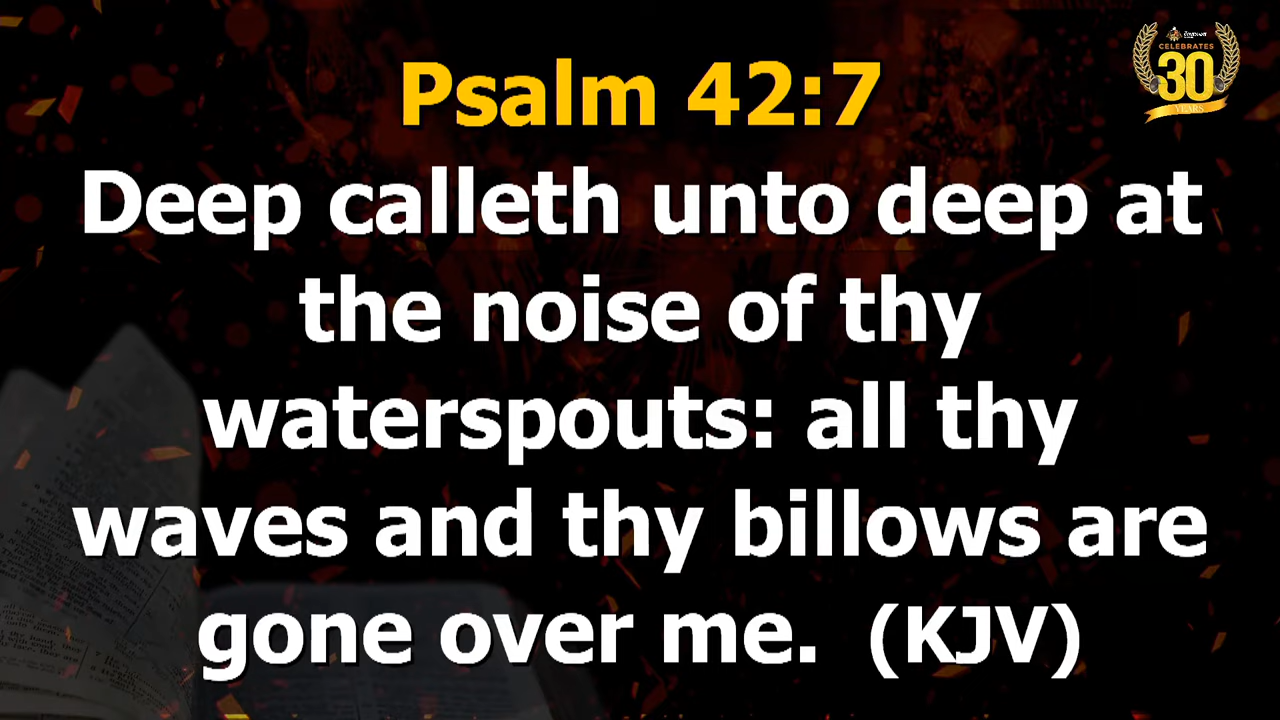 CELEBRATES
30
YEARS
Psalm 42:7
Deep calleth unto deep at
the noise of thy
waterspouts: all thy
waves and thy billows are
gone over me.  (KJV)